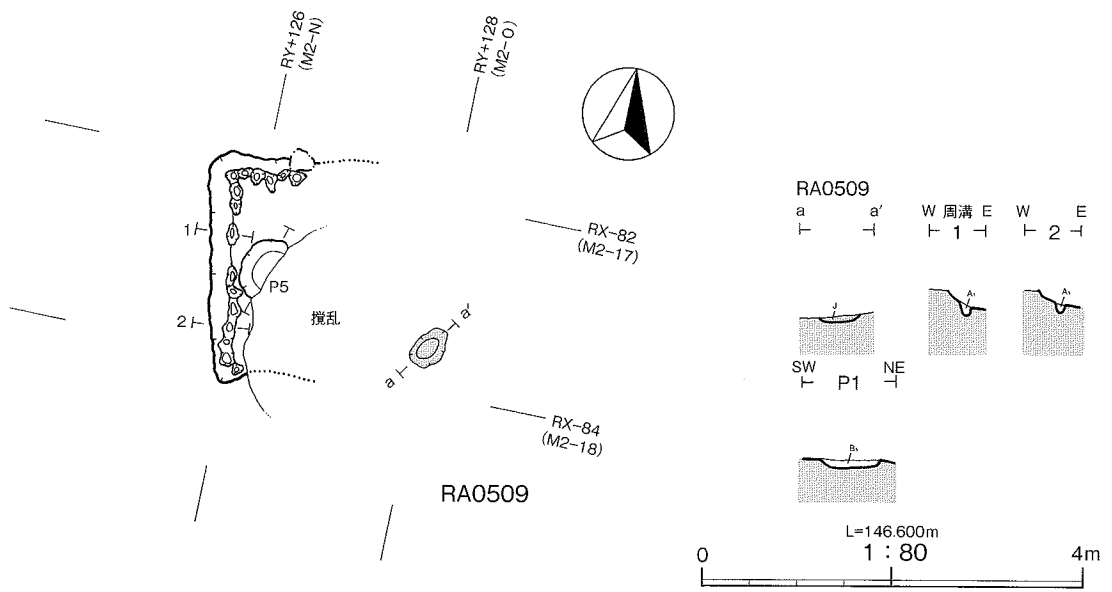 RY+126
(M2-N)
RY+128
(M2-O)
RX-82
(M2-17)
RX-84
(M2-18)
1
2
P5
撹乱
a
a′
RA0509
RA0509
a a′
W 周溝 E
1
W E
2
J
A₁
A₁
SW P1 NE
B₁
L=146.600m
1:80
0 4m